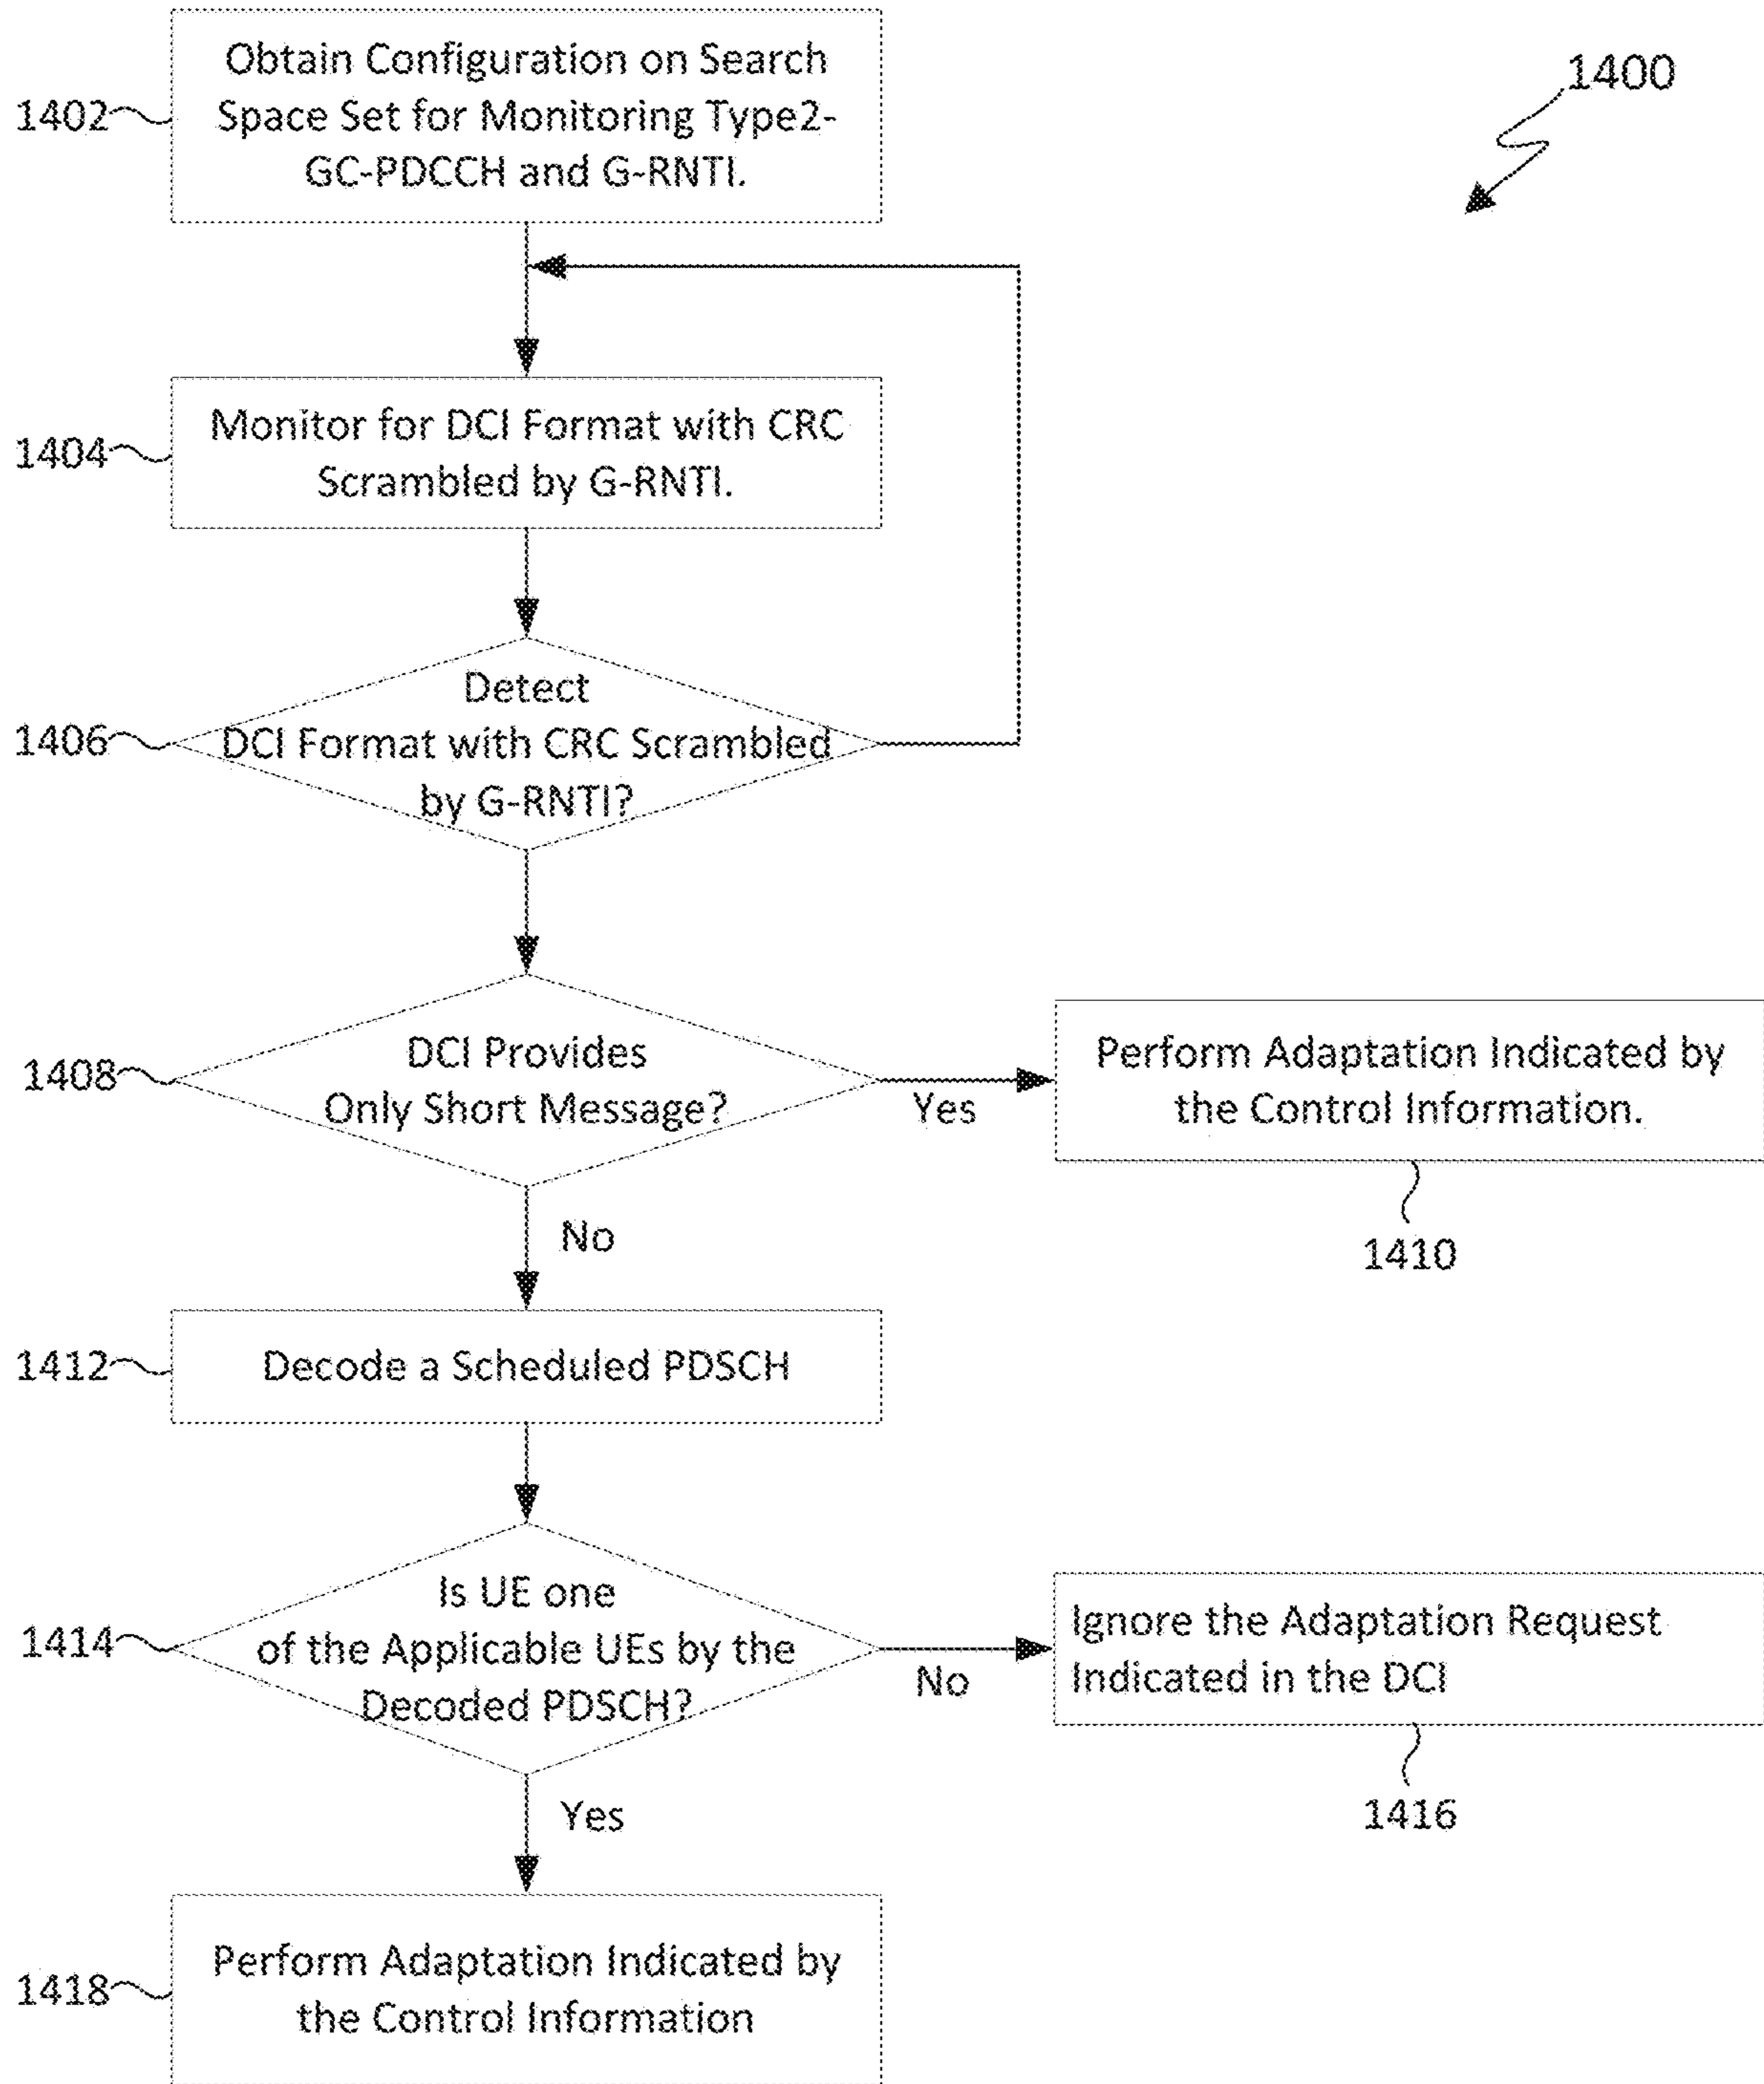 1400
1402
Obtain Configuration on Search
Space Set for Monitoring Type2-
GC-PDCCH and G-RNTI.
1404
Monitor for DCI Format with CRC
Scrambled by G-RNTI.
1406
Detect
DCI Format with CRC Scrambled
by G-RNTI?
1408
DCI Provides
Only Short Message?
Yes
Perform Adaptation Indicated by
the Control Information.
1410
No
1412
Decode a Scheduled PDSCH
1414
Is UE one
of the Applicable UEs by the
Decoded PDSCH?
No
Ignore the Adaptation Request
Indicated in the DCI
1416
Yes
1418
Perform Adaptation Indicated by
the Control Information